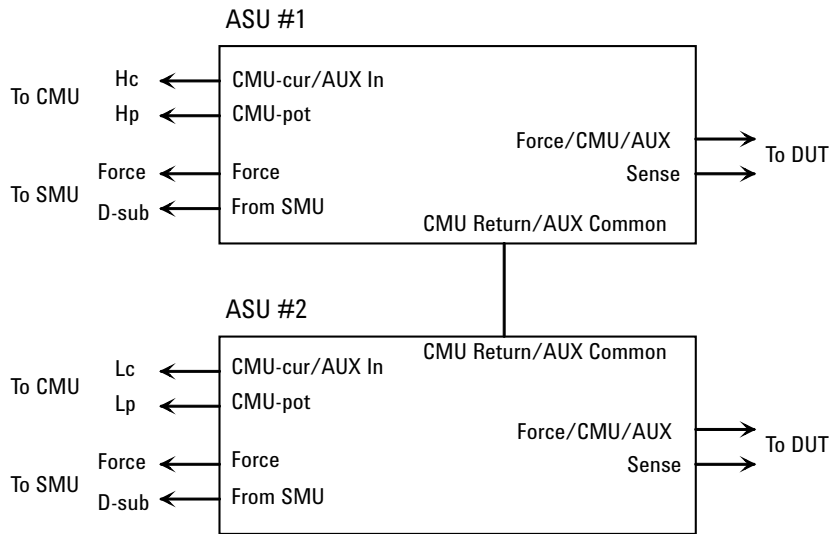 ASU #1
To CMU
Hc
CMU-cur/AUX In
Hp
CMU-pot
Force/CMU/AUX
To DUT
To SMU
Force
Force
Sense
D-sub
From SMU
CMU Return/AUX Common
ASU #2
CMU Return/AUX Common
To CMU
Lc
CMU-cur/AUX In
Lp
CMU-pot
Force/CMU/AUX
To DUT
To SMU
Force
Force
Sense
D-sub
From SMU